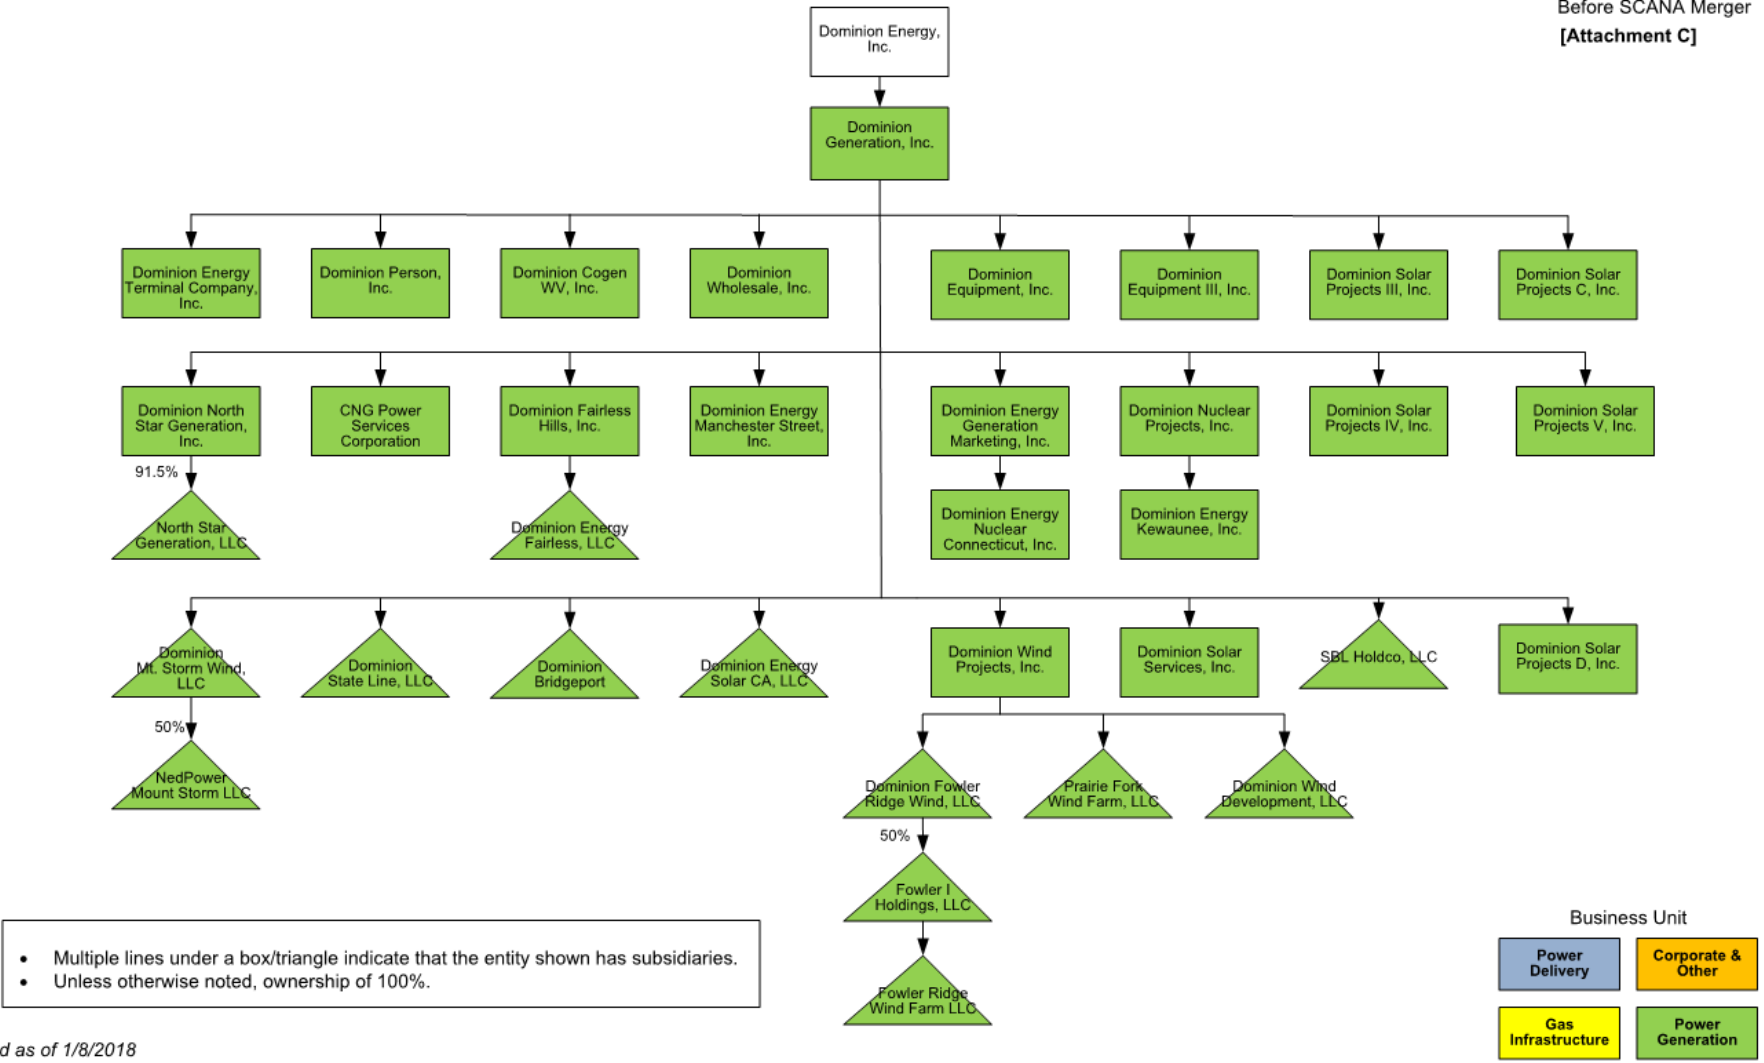 Before SCANA Merger
[Attachment C]
Dominion Energy,
Inc.
Dominion
Generation, Inc.
Dominion Energy
Terminal Company,
Inc.
Dominion Person,
Inc.
Dominion Cogen
WV, Inc.
Dominion
Wholesale, Inc.
Dominion
Equipment, Inc.
Dominion
Equipment III, Inc.
Dominion Solar
Projects III, Inc.
Dominion Solar
Projects C, Inc.
Dominion North
Star Generation,
Inc.
CNG Power
Services
Corporation
Dominion Fairless
Hills, Inc.
Dominion Energy
Manchester Street,
Inc.
Dominion Energy
Generation
Marketing, Inc.
Dominion Nuclear
Projects, Inc.
Dominion Solar
Projects IV, Inc.
Dominion Solar
Projects V, Inc.
91.5%
North Star
Generation, LLC
Dominion Energy
Fairless, LLC
Dominion Energy
Nuclear
Connecticut, Inc.
Dominion Energy
Kewaunee, Inc.
Dominion
Mt. Storm Wind,
LLC
Dominion
State Line, LLC
Dominion
Bridgeport
Dominion Energy
Solar CA, LLC
Dominion Wind
Projects, Inc.
Dominion Solar
Services, Inc.
SBL Holdco, LLC
Dominion Solar
Projects D, Inc.
50%
NedPower
Mount Storm LLC
Dominion Fowler
Ridge Wind, LLC
Prairie Fork
Wind Farm, LLC
Dominion Wind
Development, LLC
50%
Fowler I
Holdings, LLC
Fowler Ridge
Wind Farm LLC
• Multiple lines under a box/triangle indicate that the entity shown has subsidiaries.
• Unless otherwise noted, ownership of 100%.
Business Unit
Power
Delivery
Corporate &
Other
Gas
Infrastructure
Power
Generation
d as of 1/8/2018